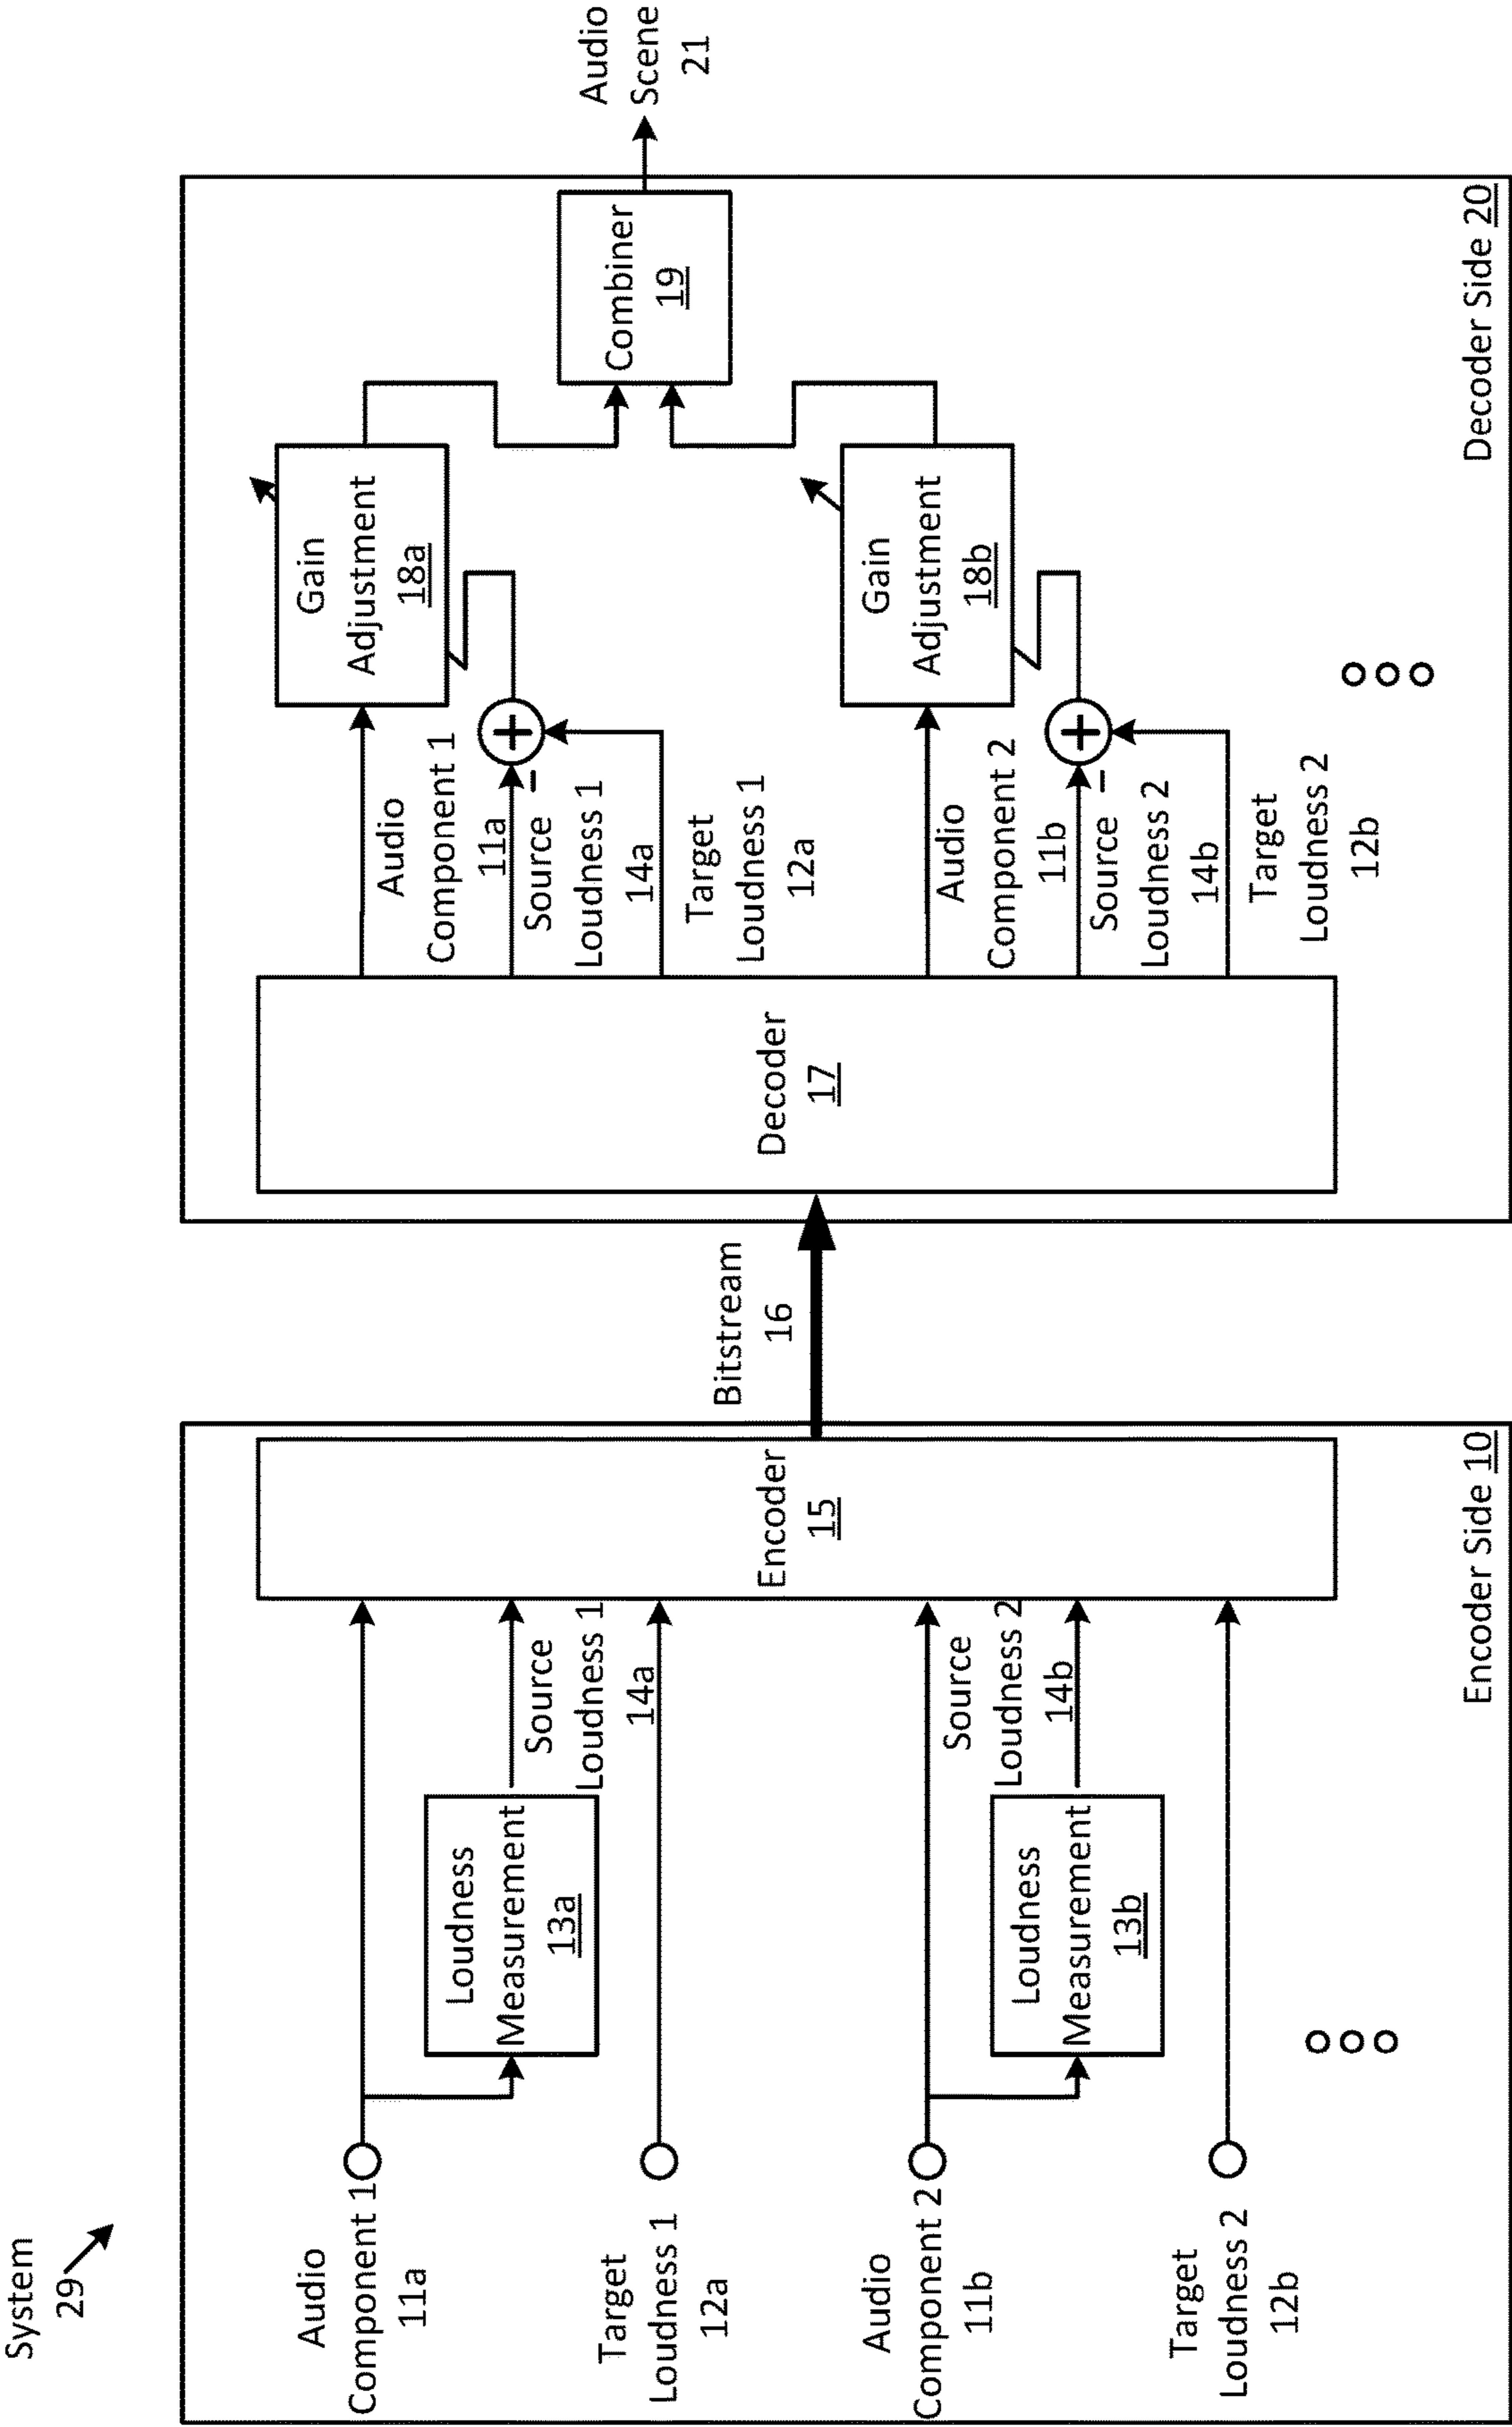 System
29
Audio
Component 1
11a
Target
Loudness 1
12a
Audio
Component 2
11b
Target
Loudness 2
12b
Loudness
Measurement
13a
Source
Loudness 1
14a
Loudness
Measurement
13b
Source
Loudness 2
14b
Encoder
15
Encoder Side 10
Bitstream
16
Decoder
17
Audio
Component 1
11a
Source
Loudness 1
14a
Target
Loudness 1
12a
Audio
Component 2
11b
Source
Loudness 2
14b
Target
Loudness 2
12b
+
−
+
−
Gain
Adjustment
18a
Gain
Adjustment
18b
Combiner
19
Decoder Side 20
Audio
Scene
21